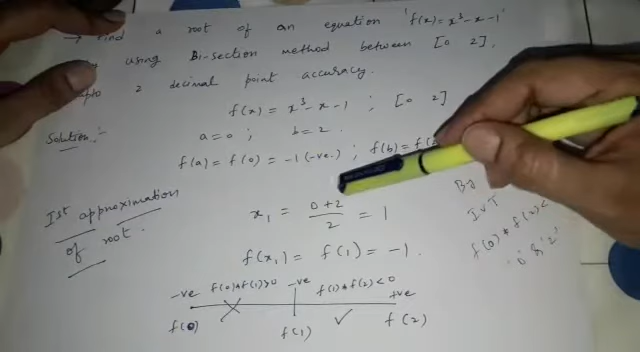 → Find a root of an equation 'f(x) = x³ - x - 1'
using Bi-section method between [0 2],
upto 2 decimal point accuracy.
f(x) = x³ - x - 1 ; [0 2]
Solution:-
a = 0 ; b = 2.
f(a) = f(0) = -1 (-ve.) ; f(b) = f(2
Ist approximation of root.
x₁ = (0+2)/2 = 1
By
IVT
f(0) * f(2) <
'0' & '2'
f(x₁) = f(1) = -1.
-ve f(0)*f(1)>0 -ve f(1)*f(2)<0 +ve
f(0) f(1) ✓ f(2)